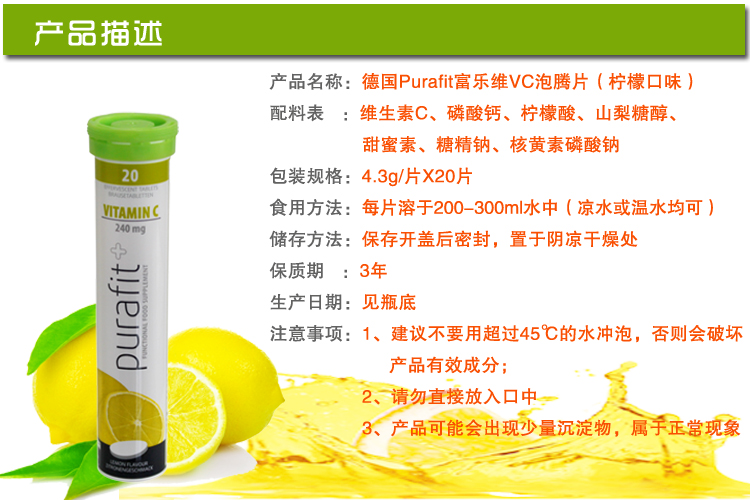 产品描述
产品名称：德国Purafit富乐维VC泡腾片（柠檬口味）
配料表 ：维生素C、磷酸钙、柠檬酸、山梨糖醇、
甜蜜素、糖精钠、核黄素磷酸钠
包装规格：4.3g/片X20片
食用方法：每片溶于200-300ml水中（凉水或温水均可）
储存方法：保存开盖后密封，置于阴凉干燥处
保质期 ：3年
生产日期：见瓶底
注意事项：1、建议不要用超过45℃的水冲泡，否则会破坏
产品有效成分；
2、请勿直接放入口中
3、产品可能会出现少量沉淀物，属于正常现象
20
EFFERVESCENT TABLETS
BRAUSETABLETTEN
VITAMIN C
240 mg
purafit+
FUNCTIONAL FOOD SUPPLEMENT
LEMON FLAVOUR
ZITRONENGESCHMACK